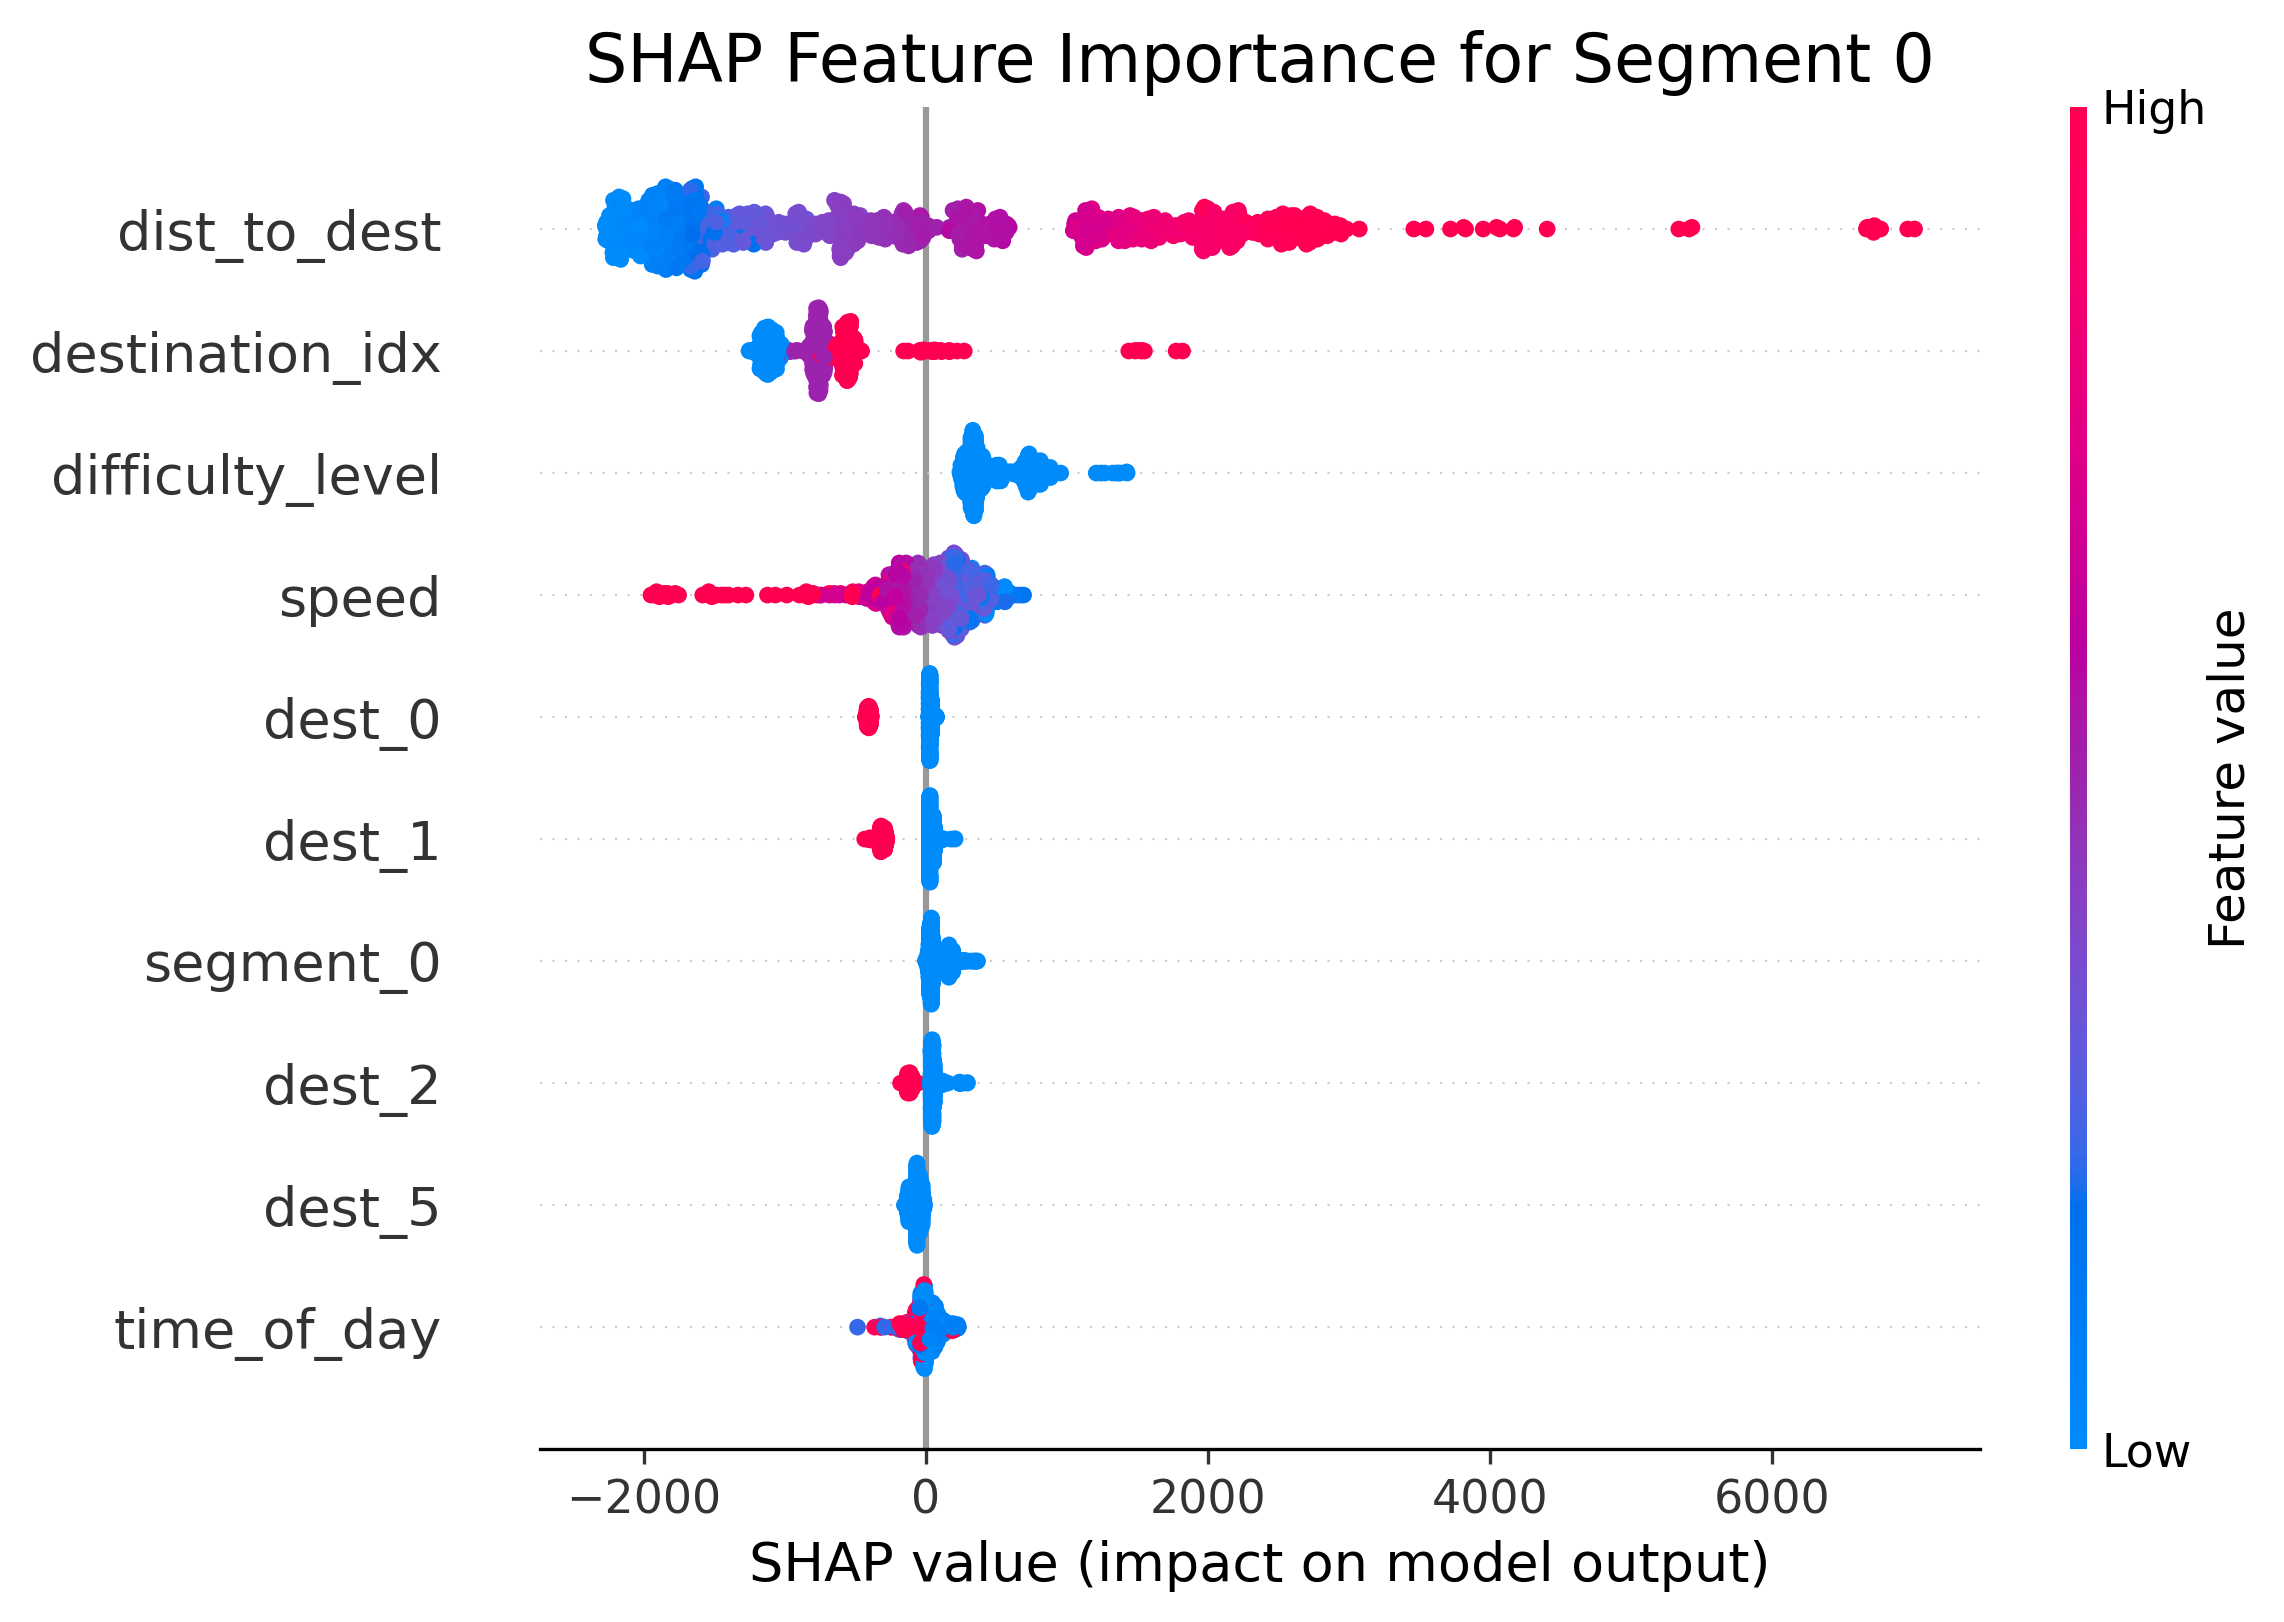 SHAP Feature Importance for Segment 0
High
dist_to_dest
destination_idx
difficulty_level
speed
dest_0
dest_1
segment_0
dest_2
dest_5
time_of_day
Feature value
Low
−2000 0 2000 4000 6000
SHAP value (impact on model output)